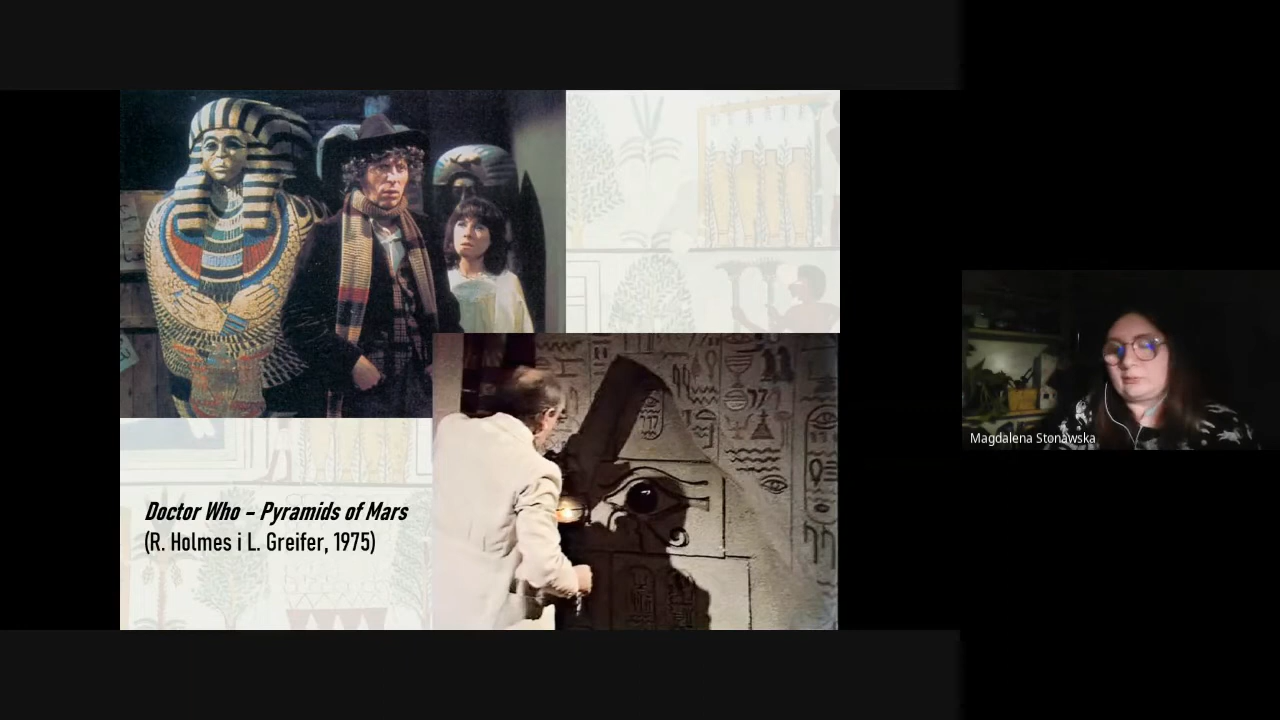 Doctor Who – Pyramids of Mars
(R. Holmes i L. Greifer, 1975)
Magdalena Stonawska